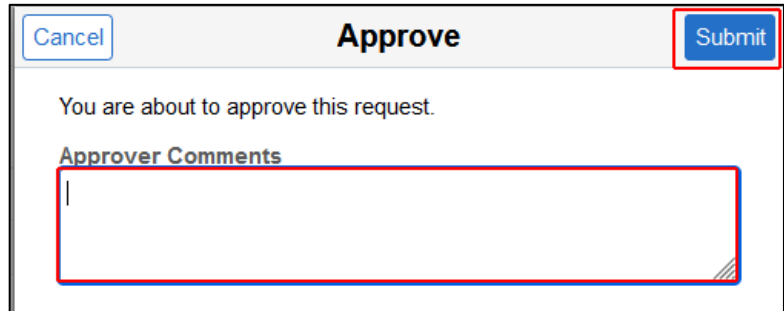 Cancel Approve Submit
You are about to approve this request.
Approver Comments